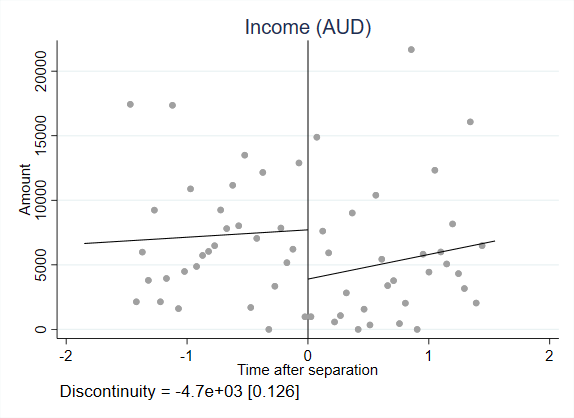 Income (AUD)
20000
15000
10000
5000
0
Amount
-2
-1
0
1
2
Time after separation
Discontinuity = -4.7e+03 [0.126]